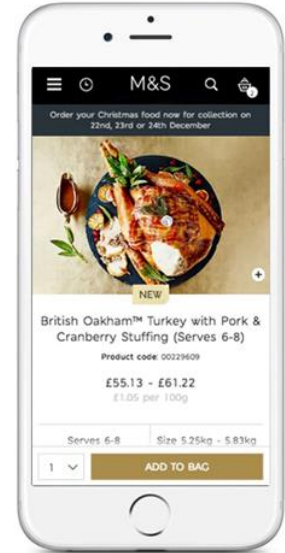 M&S
Order your Christmas food now for collection on
22nd, 23rd or 24th December
NEW
British Oakham™ Turkey with Pork &
Cranberry Stuffing (Serves 6-8)
Product code: 00229609
£55.13 - £61.22
£1.05 per 100g
Serves 6-8
Size 5.25kg - 5.83kg
1
ADD TO BAG